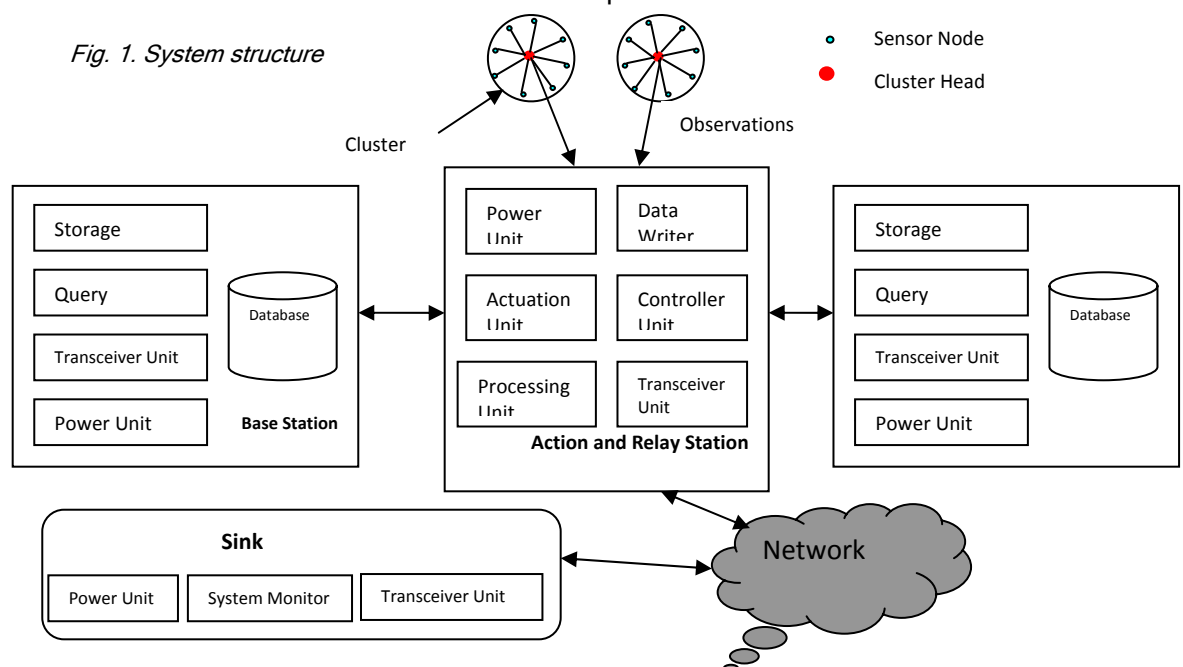 Fig. 1. System structure
Sensor Node
Cluster Head
Cluster
Observations
Storage
Query
Transceiver Unit
Power Unit
Database
Base Station
Power
Unit
Data
Writer
Actuation
Unit
Controller
Unit
Processing
Unit
Transceiver
Unit
Action and Relay Station
Storage
Query
Transceiver Unit
Power Unit
Database
Sink
Power Unit
System Monitor
Transceiver Unit
Network